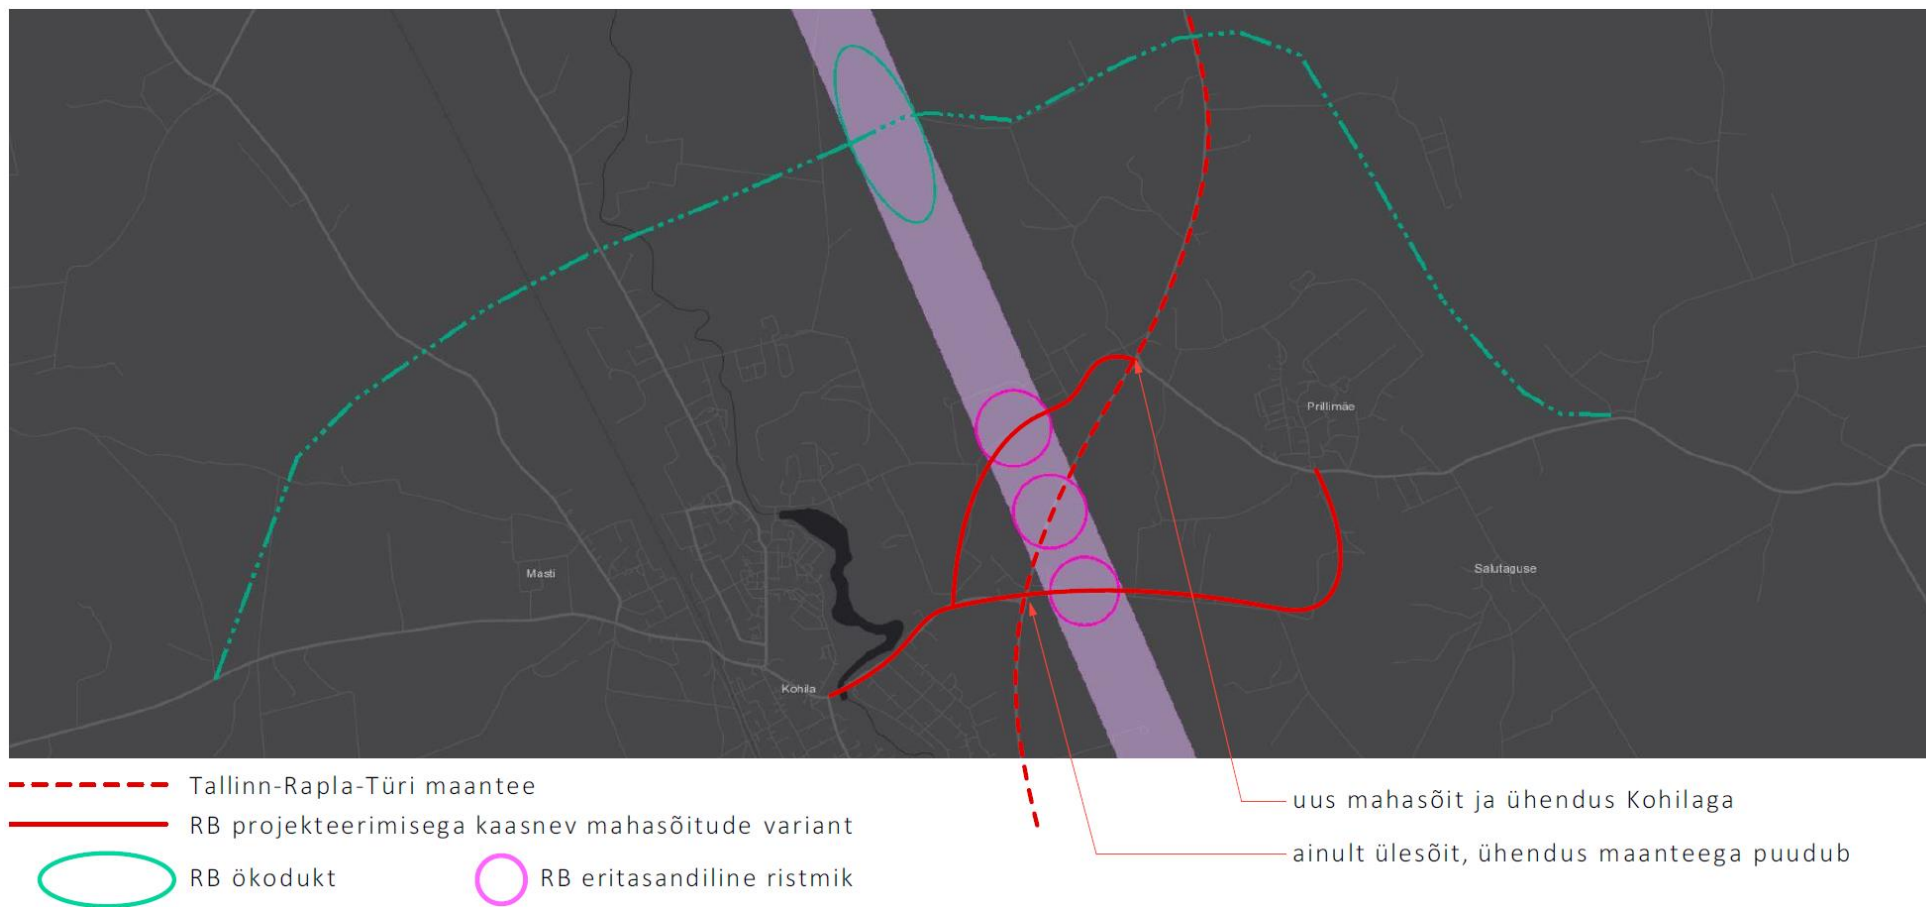 Prillimäe
Masti
Salutaguse
Kohila
Tallinn-Rapla-Türi maantee
RB projekteerimisega kaasnev mahasõitude variant
RB ökodukt
RB eritasandiline ristmik
uus mahasõit ja ühendus Kohilaga
ainult ülesõit, ühendus maanteega puudub